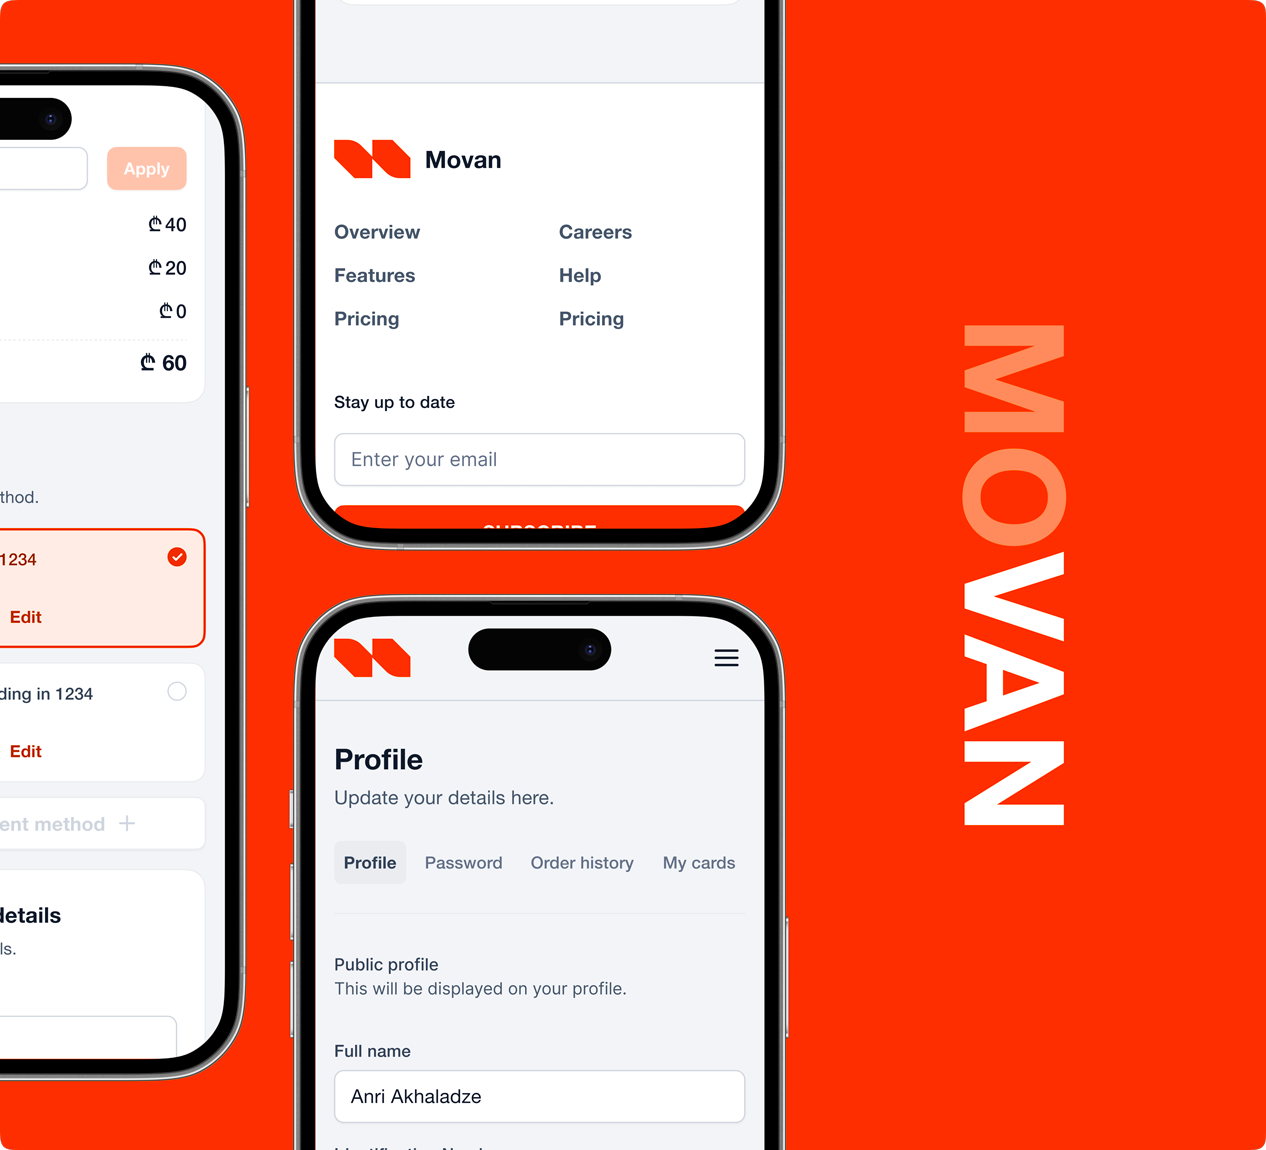 Apply
₾ 40
₾ 20
₾ 0
₾ 60
thod.
1234
Edit
ding in 1234
Edit
ent method +
details
ls.
Movan
Overview
Careers
Features
Help
Pricing
Pricing
Stay up to date
Enter your email
SUBSCRIBE
Profile
Update your details here.
Profile Password Order history My cards
Public profile
This will be displayed on your profile.
Full name
Anri Akhaladze
MOVAN